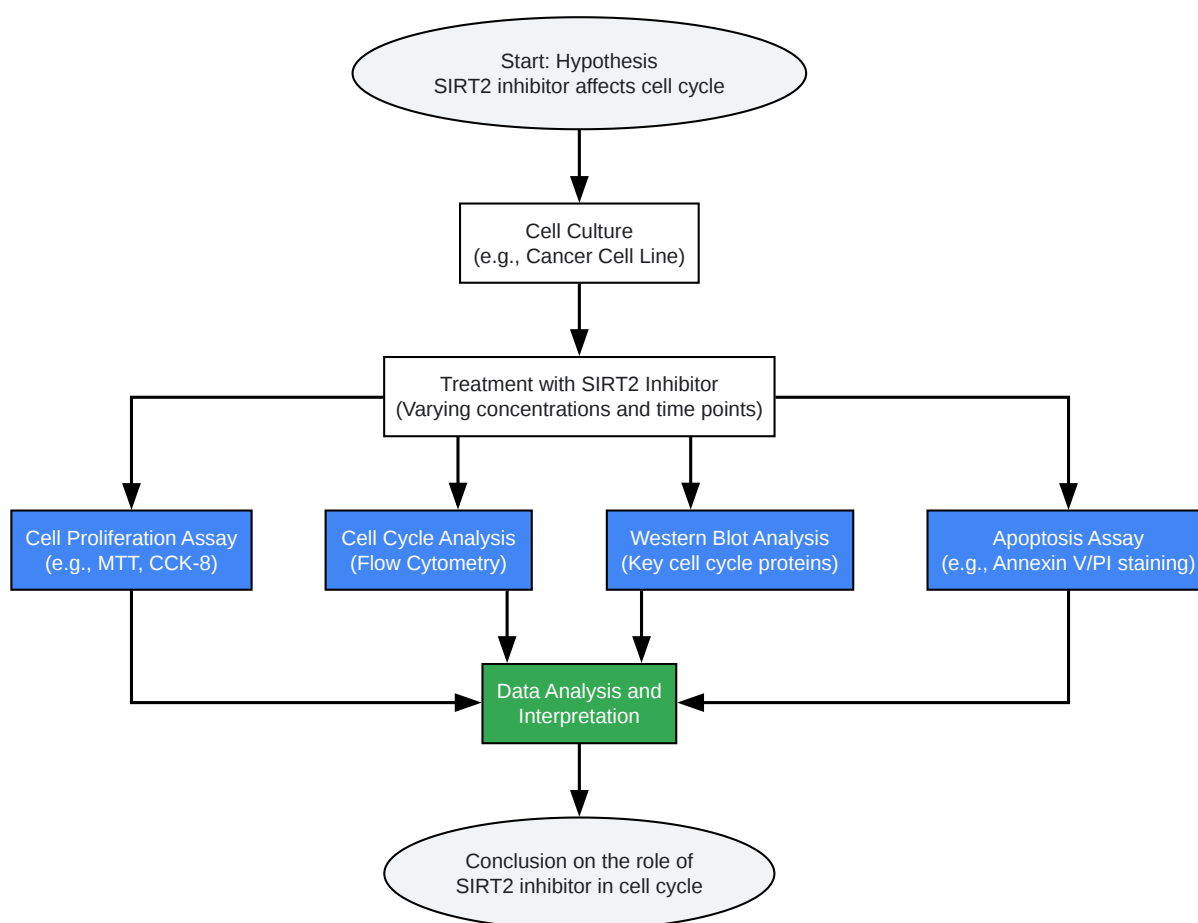 Start: Hypothesis
SIRT2 inhibitor affects cell cycle
Cell Culture
(e.g., Cancer Cell Line)
Treatment with SIRT2 Inhibitor
(Varying concentrations and time points)
Cell Proliferation Assay
(e.g., MTT, CCK-8)
Cell Cycle Analysis
(Flow Cytometry)
Western Blot Analysis
(Key cell cycle proteins)
Apoptosis Assay
(e.g., Annexin V/PI staining)
Data Analysis and
Interpretation
Conclusion on the role of
SIRT2 inhibitor in cell cycle